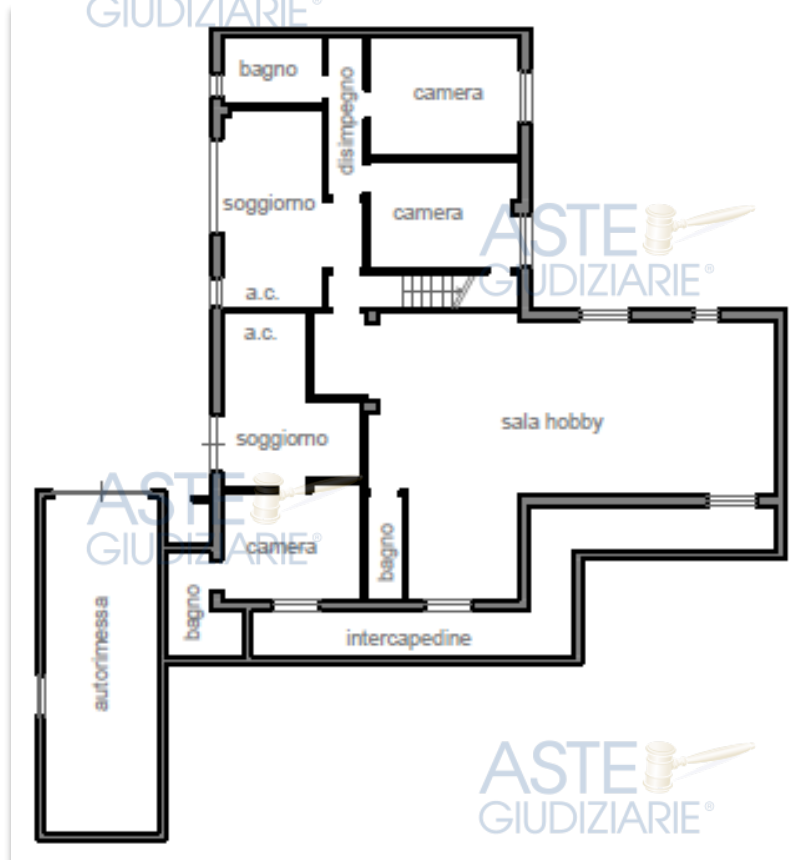 GIUDIZIARIE®
bagno
disimpegno
camera
soggiorno
camera
ASTE
GIUDIZIARIE®
a.c.
a.c.
sala hobby
soggiorno
ASTE
GIUDIZIARIE®
camera
bagno
bagno
autorimessa
intercapedine
ASTE
GIUDIZIARIE®